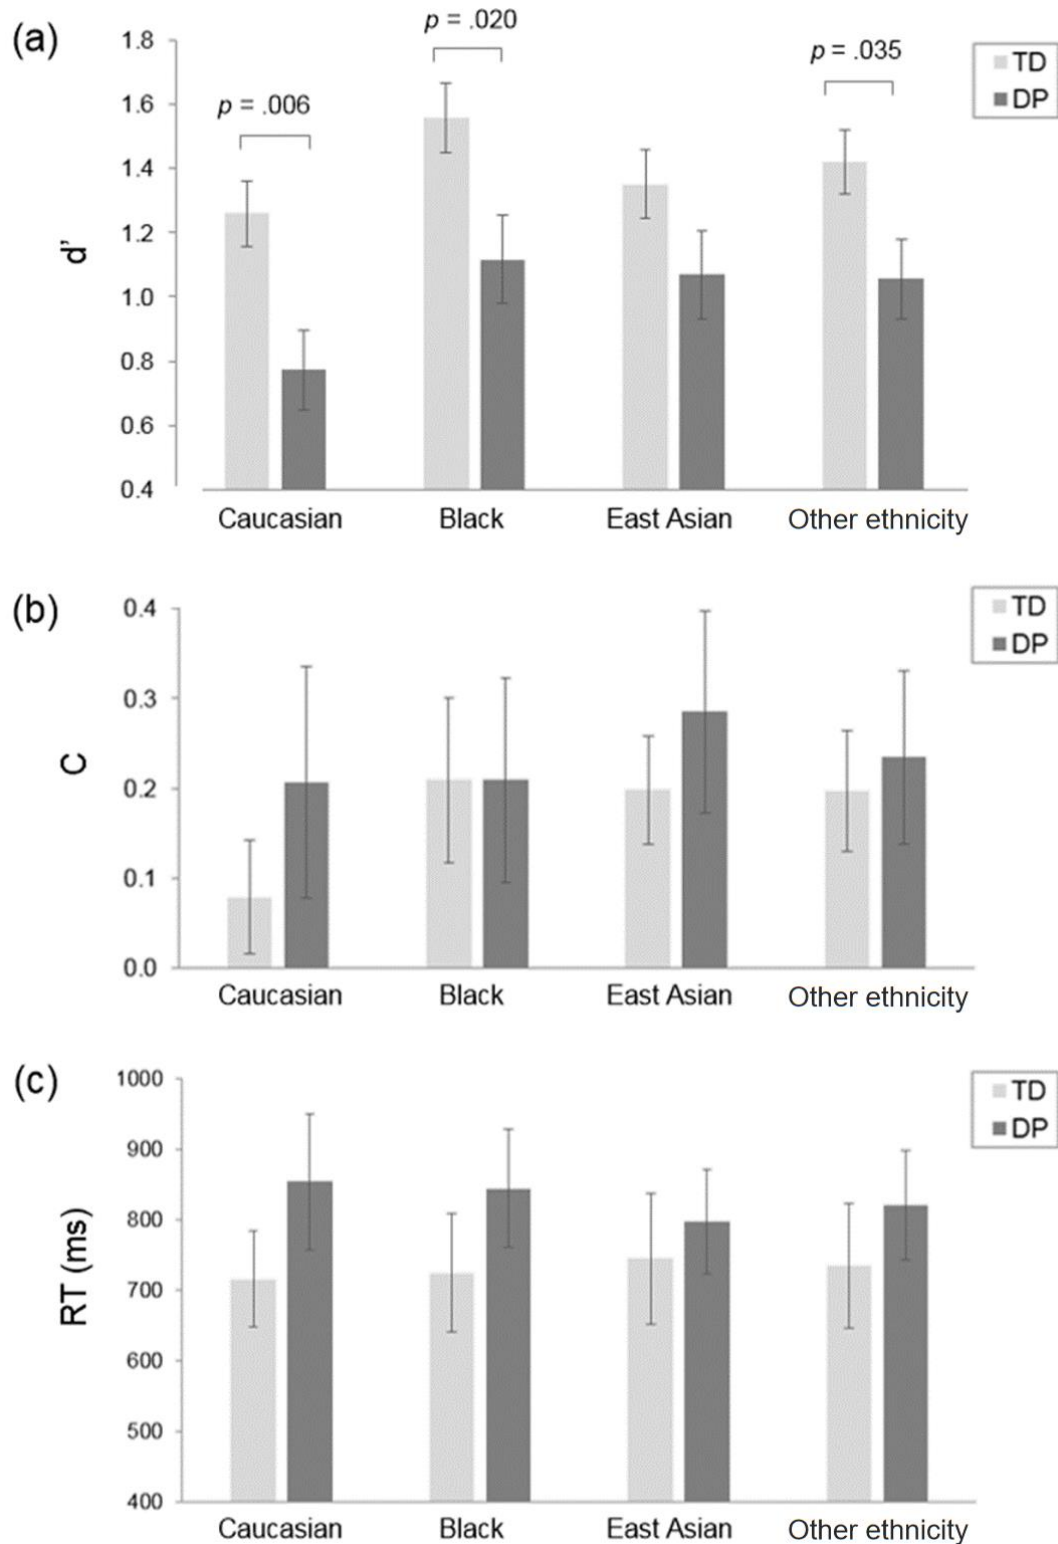 (a)
p = .020
p = .006
p = .035
TD
DP
d’
1.8
1.6
1.4
1.2
1.0
0.8
0.6
0.4
Caucasian Black East Asian Other ethnicity
(b)
TD
DP
C
0.4
0.3
0.2
0.1
0.0
Caucasian Black East Asian Other ethnicity
(c)
TD
DP
RT (ms)
1000
900
800
700
600
500
400
Caucasian Black East Asian Other ethnicity